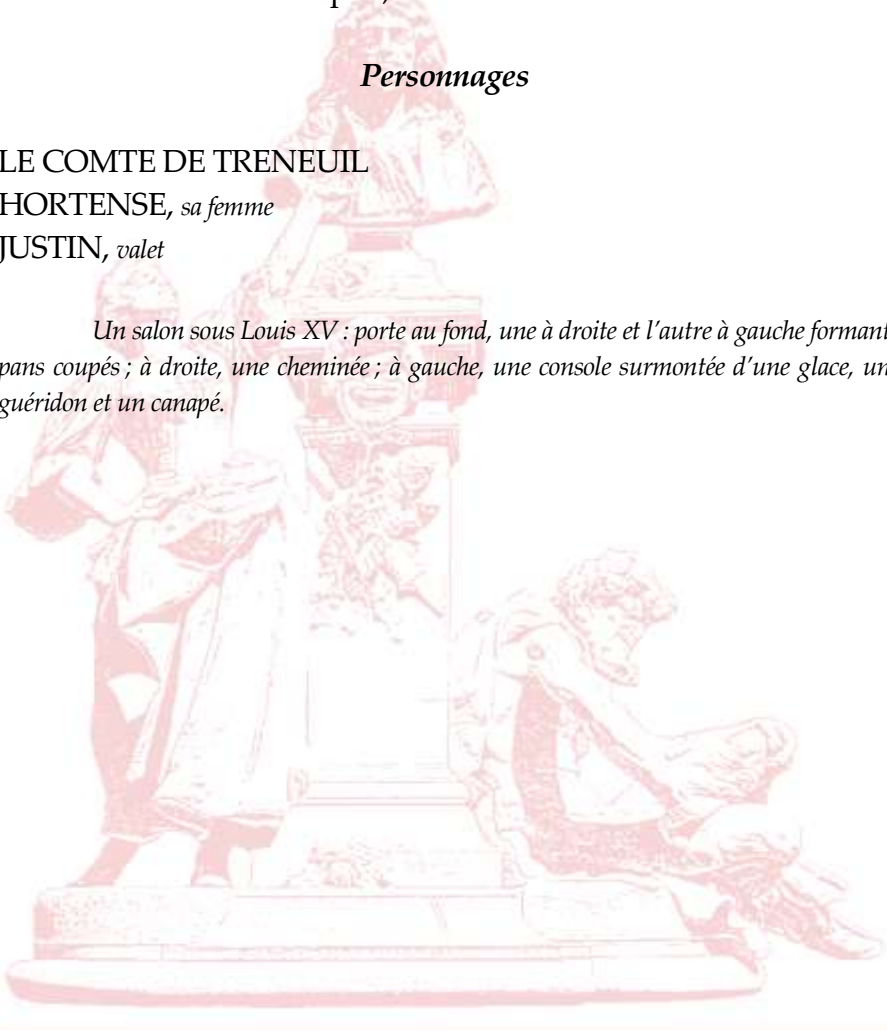 Personnages
LE COMTE DE TRENEUIL
HORTENSE, sa femme
JUSTIN, valet
Un salon sous Louis XV : porte au fond, une à droite et l’autre à gauche formant
pans coupés ; à droite, une cheminée ; à gauche, une console surmontée d’une glace, un
guéridon et un canapé.